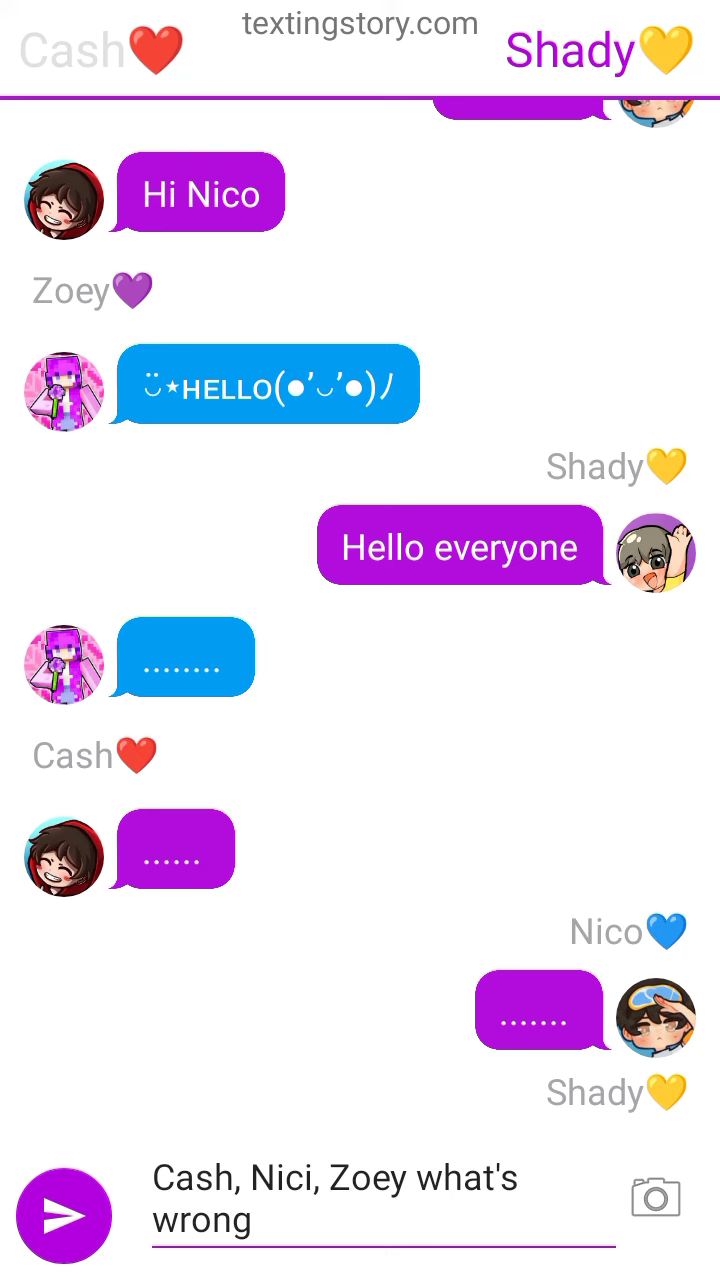 textingstory.com
Cash❤️ Shady💛
Hi Nico
Zoey💜
ᴗ̈⋆ʜᴇʟʟᴏ(●’◡’●)ﾉ
Shady💛
Hello everyone
........
Cash❤️
......
Nico💙
.......
Shady💛
Cash, Nici, Zoey what's
wrong